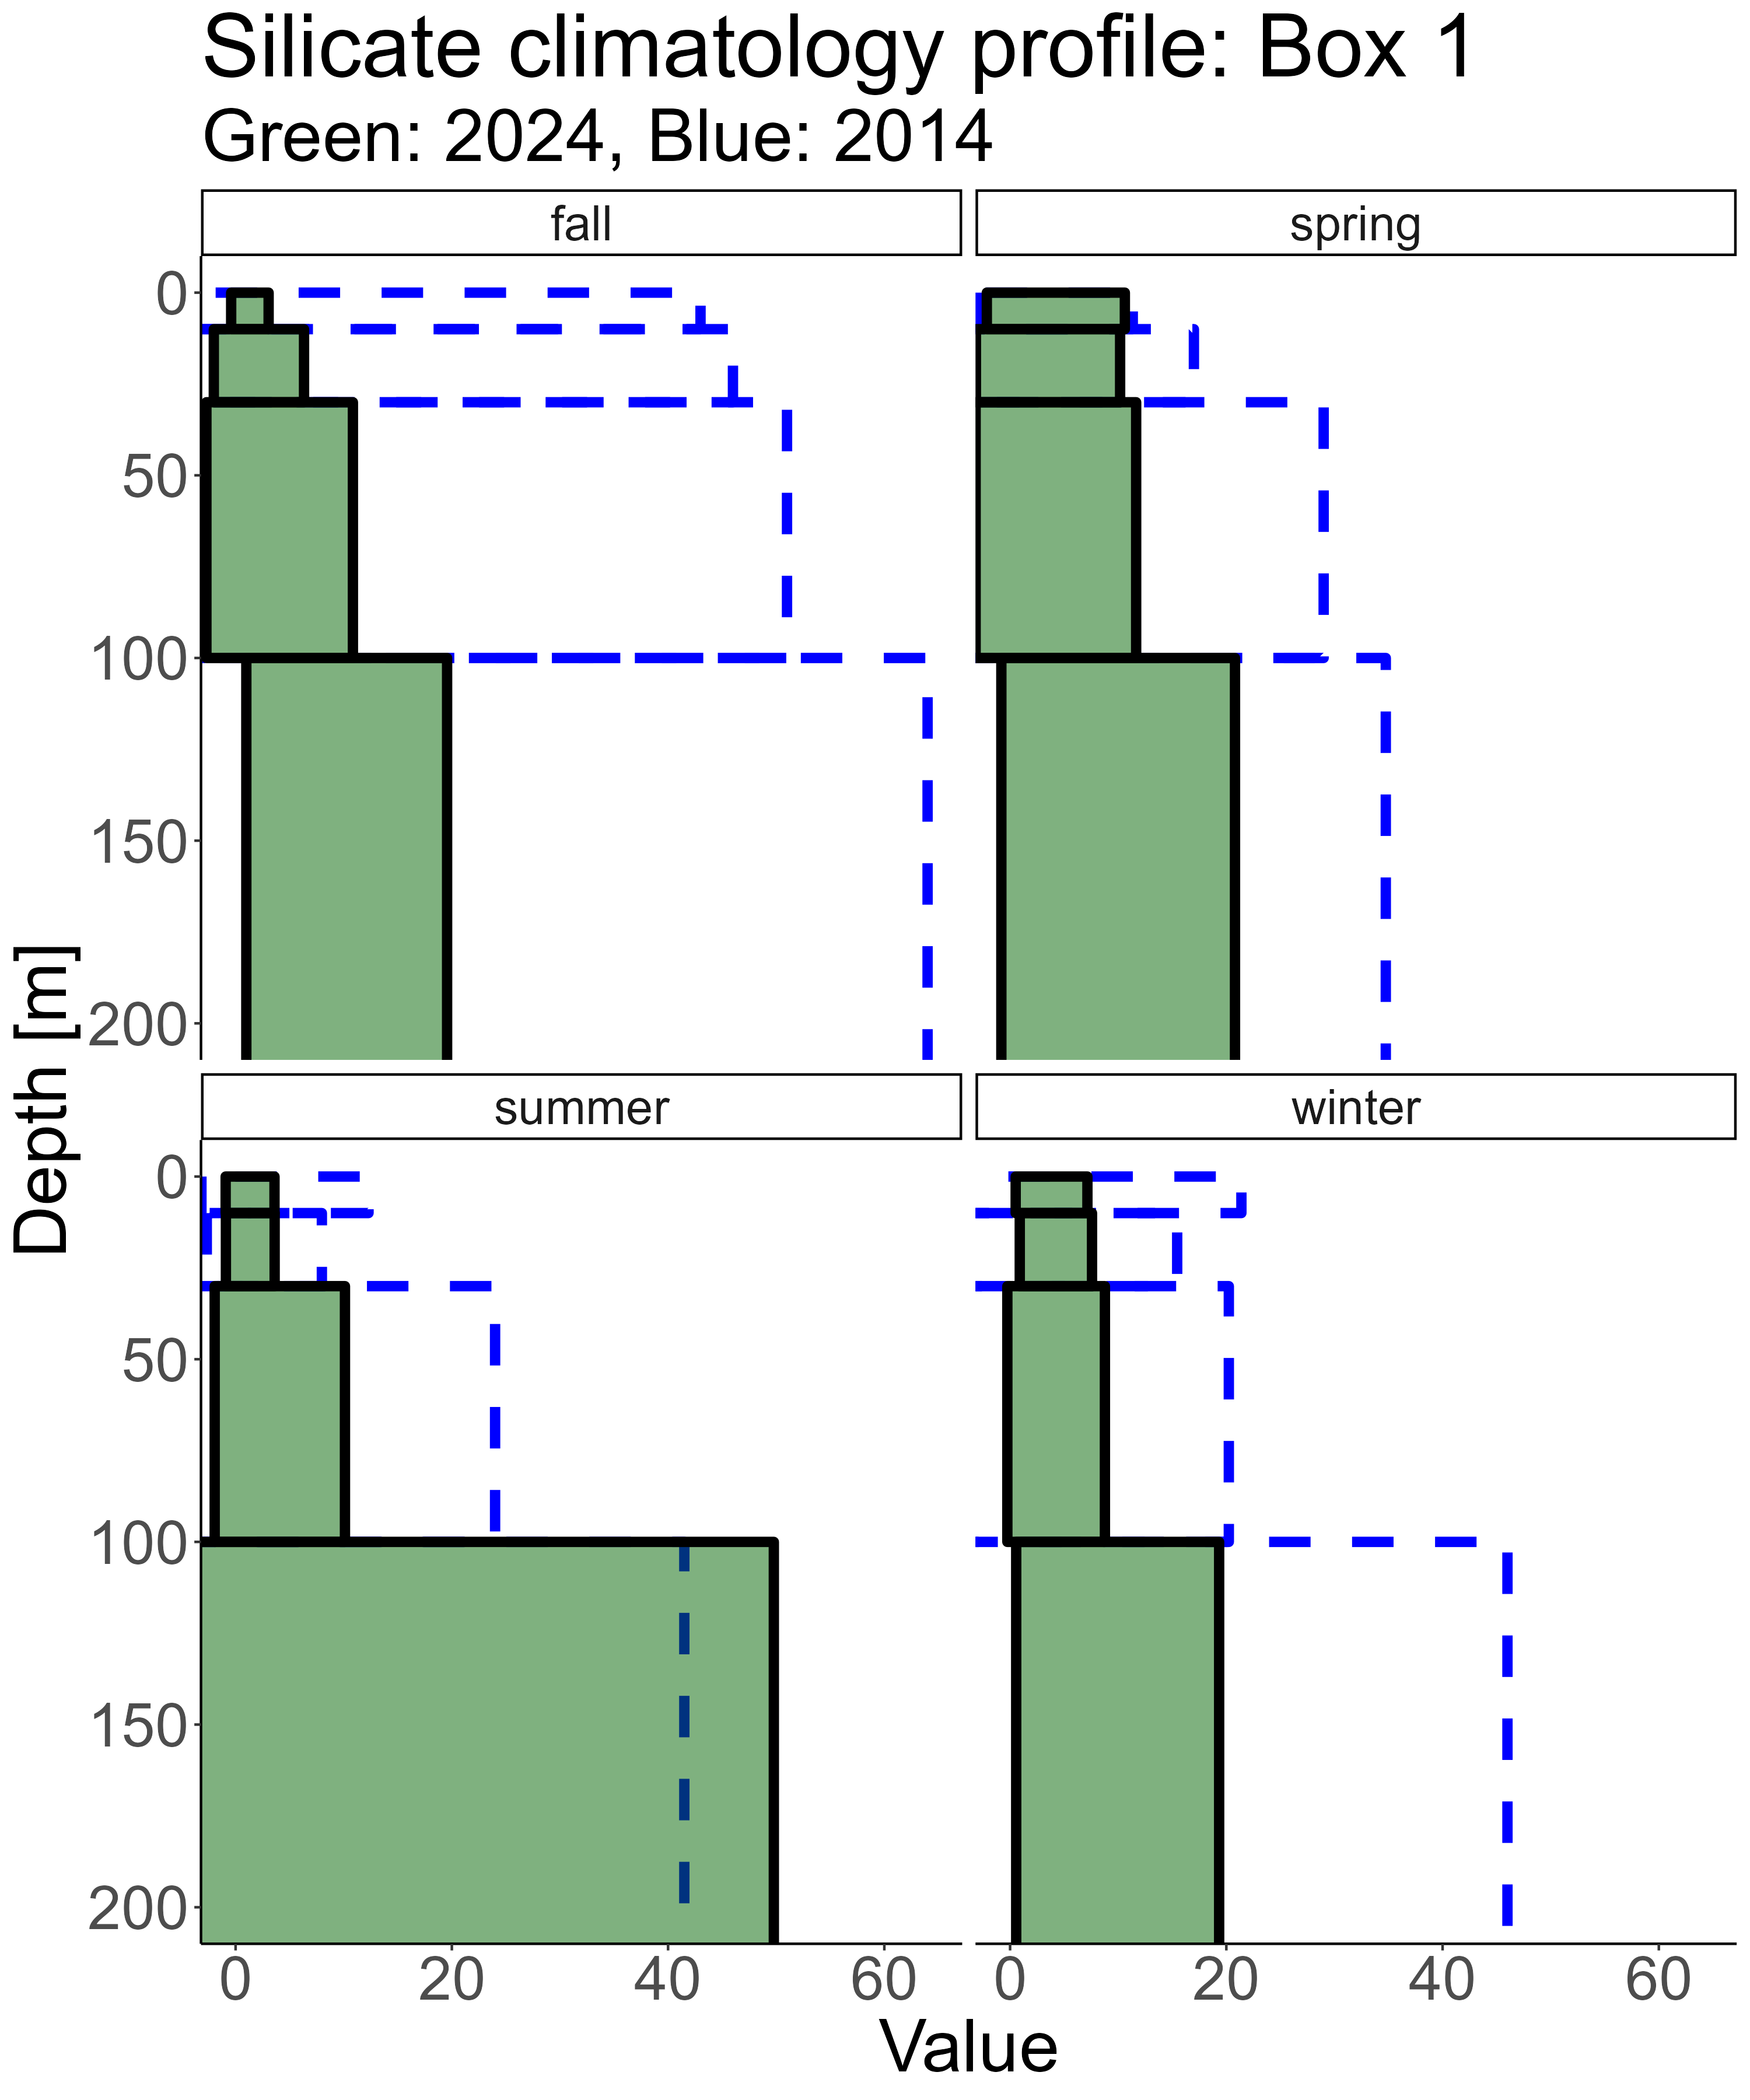 Silicate climatology profile: Box 1
Green: 2024, Blue: 2014
fall
spring
0
50
100
150
200
summer
winter
0
50
100
150
200
Depth [m]
0 20 40 60
0 20 40 60
Value